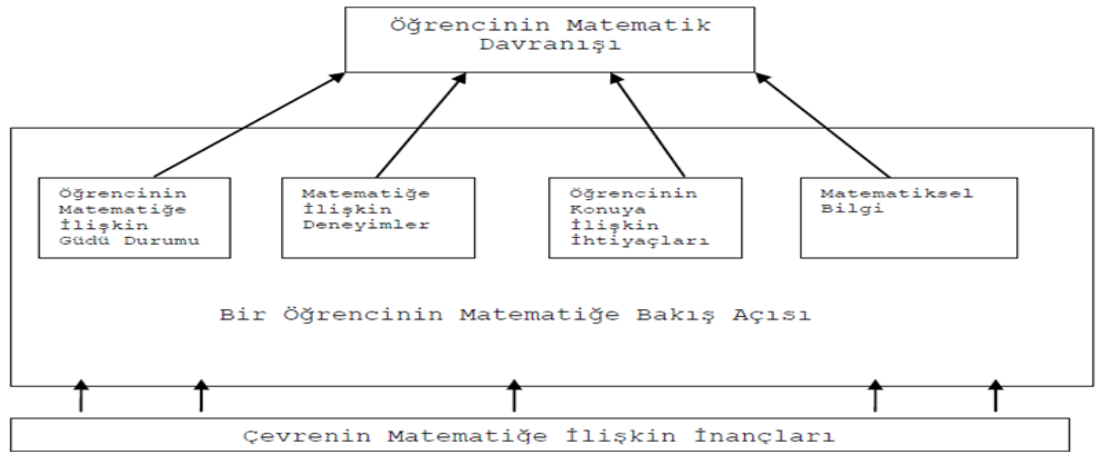 Öğrencinin Matematik
Davranışı
Öğrencinin
Matematiğe
İlişkin
Güdü Durumu
Matematiğe
İlişkin
Deneyimler
Öğrencinin
Konuya
İlişkin
İhtiyaçları
Matematiksel
Bilgi
Bir Öğrencinin Matematiğe Bakış Açısı
Çevrenin Matematiğe İlişkin İnançları